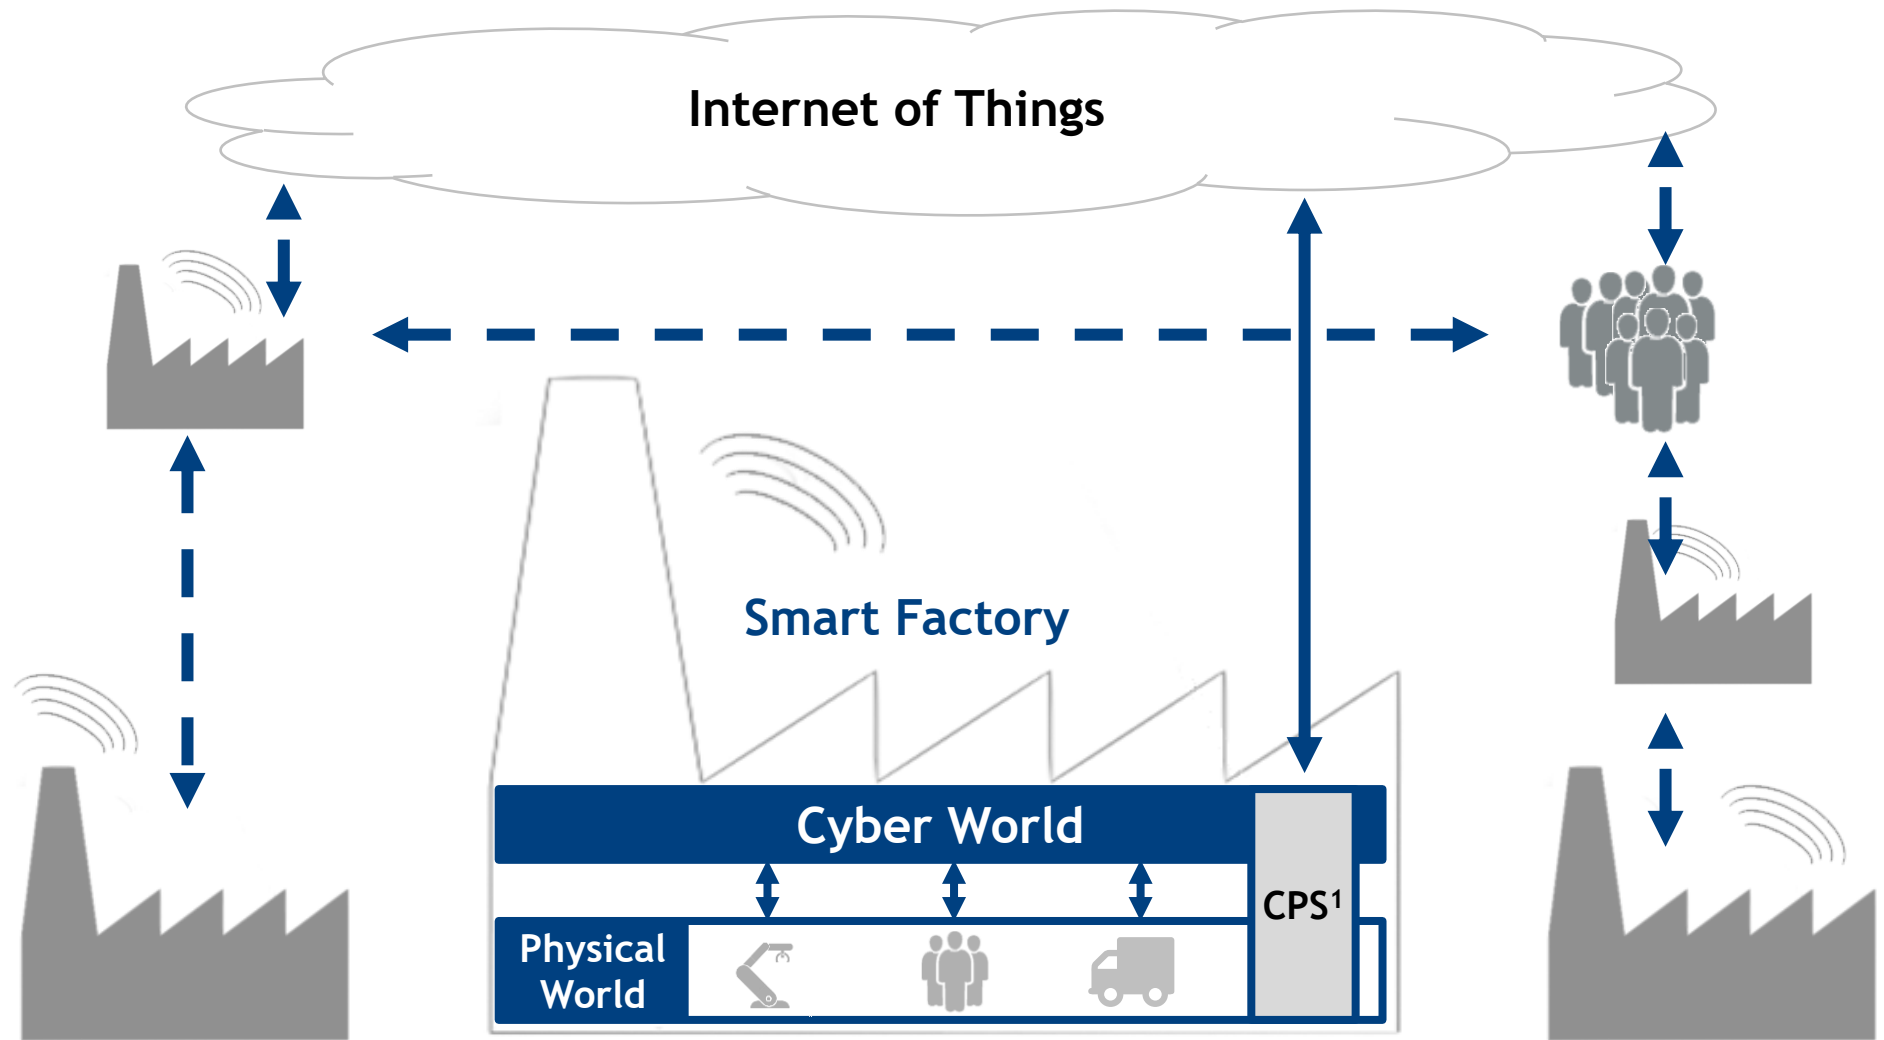 Internet of Things
Smart Factory
Cyber World
CPS¹
Physical
World